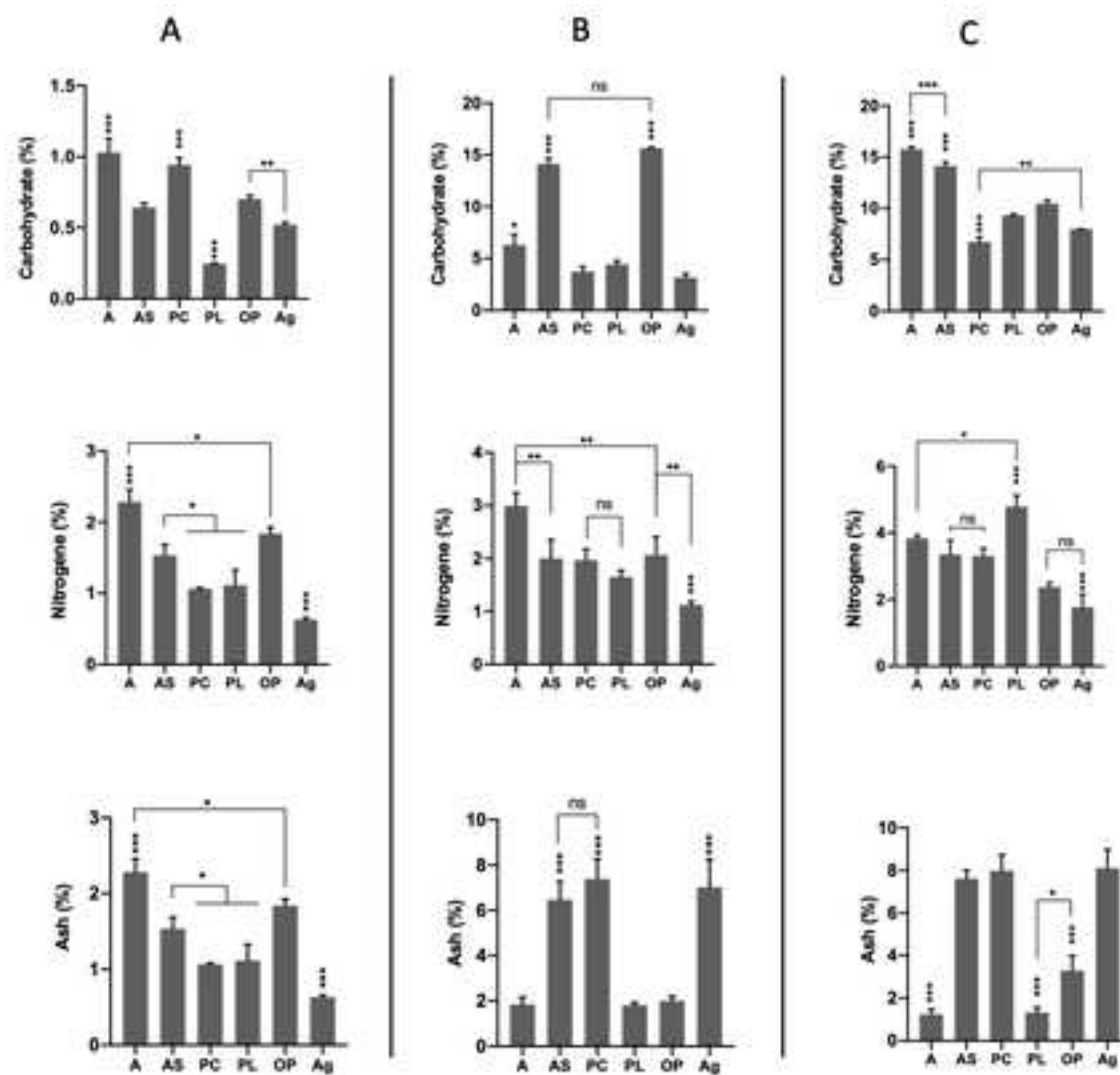 A
B
C
Carbohydrate (%)
1.5
1.0
0.5
0.0
A AS PC PL OP Ag
Carbohydrate (%)
20
15
10
5
0
ns
A AS PC PL OP Ag
Carbohydrate (%)
20
15
10
5
0
***
**
A AS PC PL OP Ag
Nitrogene (%)
3
2
1
0
*
*
A AS PC PL OP Ag
Nitrogene (%)
4
3
2
1
0
**
**
**
ns
A AS PC PL OP Ag
Nitrogene (%)
6
4
2
0
*
ns
ns
A AS PC PL OP Ag
Ash (%)
3
2
1
0
*
*
A AS PC PL OP Ag
Ash (%)
10
8
6
4
2
0
ns
A AS PC PL OP Ag
Ash (%)
10
8
6
4
2
0
*
A AS PC PL OP Ag